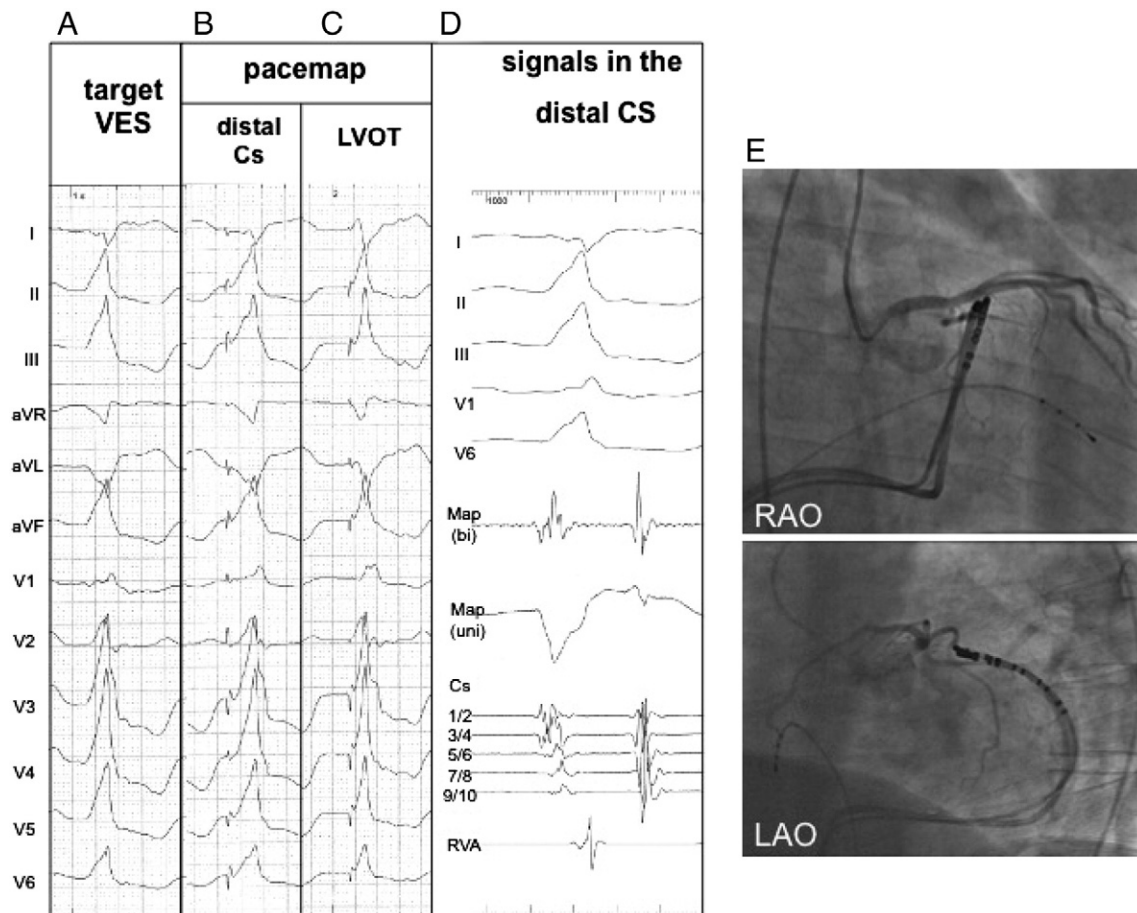 A B C D
target
VES
pacemap
distal
Cs
LVOT
signals in the
distal CS
I
II
III
aVR
aVL
aVF
V1
V2
V3
V4
V5
V6
1000
I
II
III
V1
V6
Map
(bi)
Map
(uni)
Cs
1/2
3/4
5/6
7/8
9/10
RVA
E
RAO
LAO